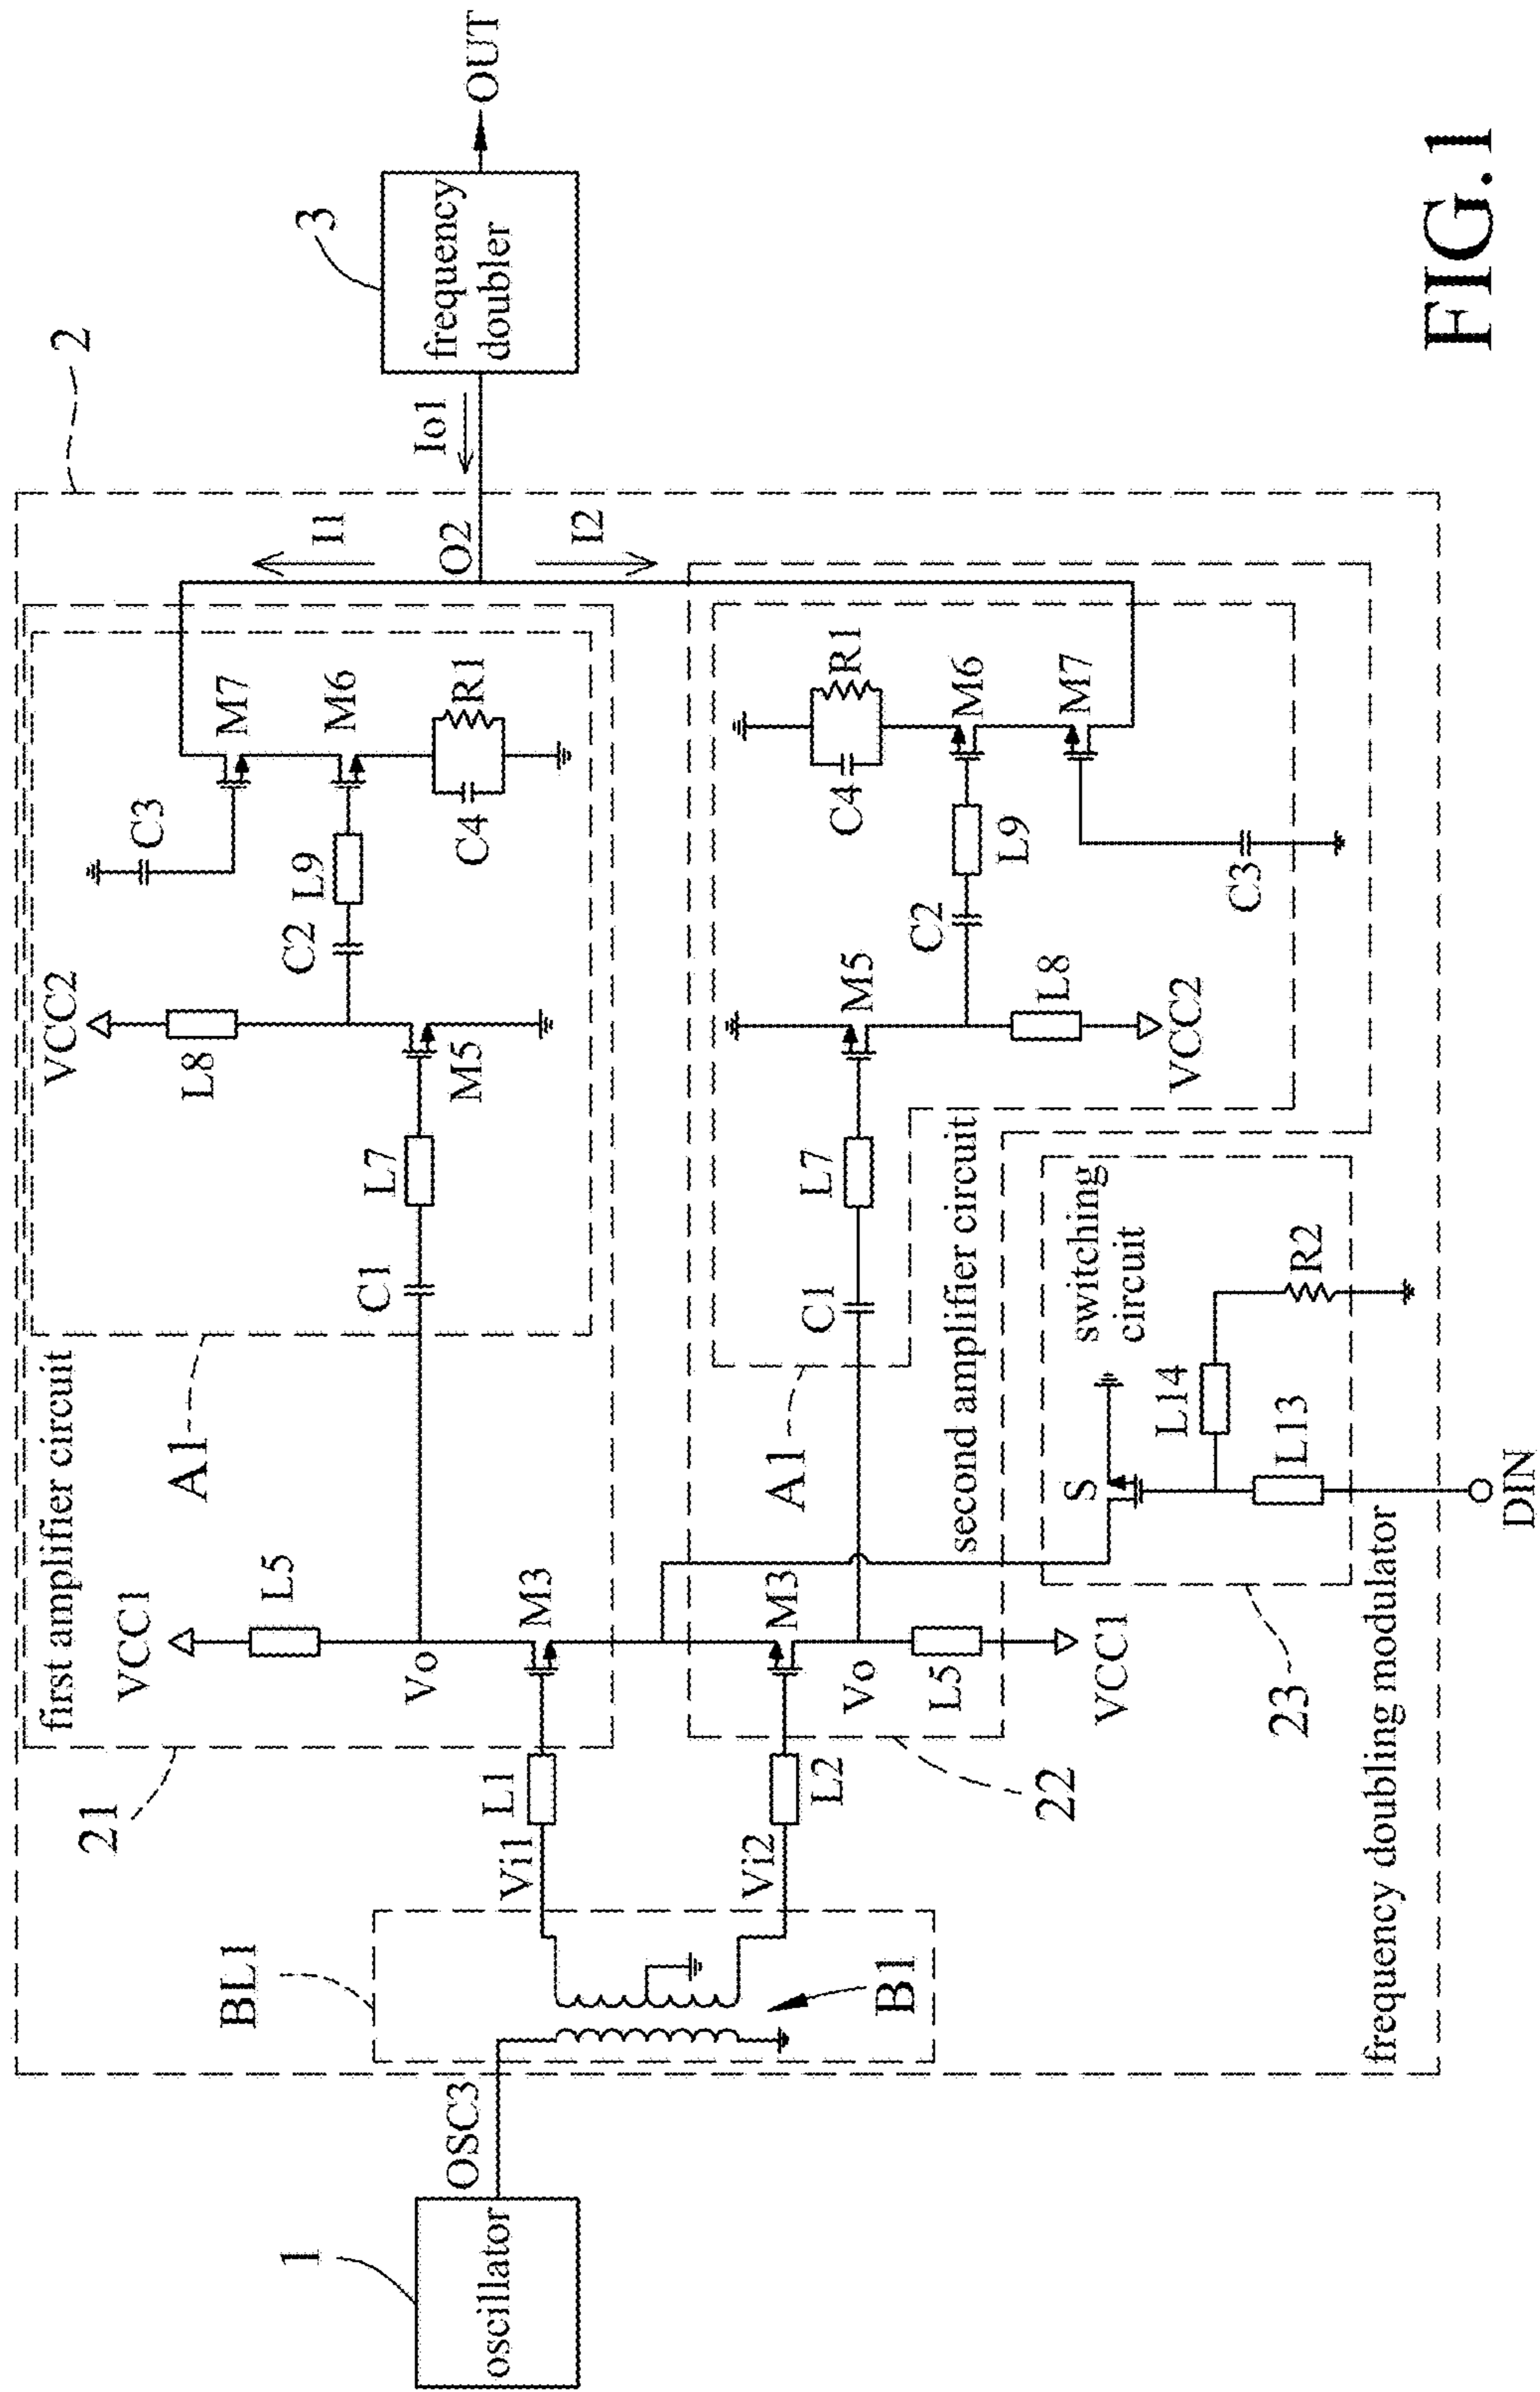 FIG.1
1
oscillator
OSC3
2
BL1
B1
Vi1
Vi2
L1
L2
21
first amplifier circuit
VCC1
L5
Vo
M3
A1
C1
L7
M5
L8
VCC2
C2
L9
C3
M7
M6
C4
R1
22
second amplifier circuit
M3
Vo
L5
VCC1
A1
C1
L7
M5
L8
VCC2
C2
L9
C3
C4
R1
M6
M7
23
switching
circuit
S
L14
L13
R2
DIN
frequency doubling modulator
I1
O2
I2
Io1
3
frequency
doubler
OUT